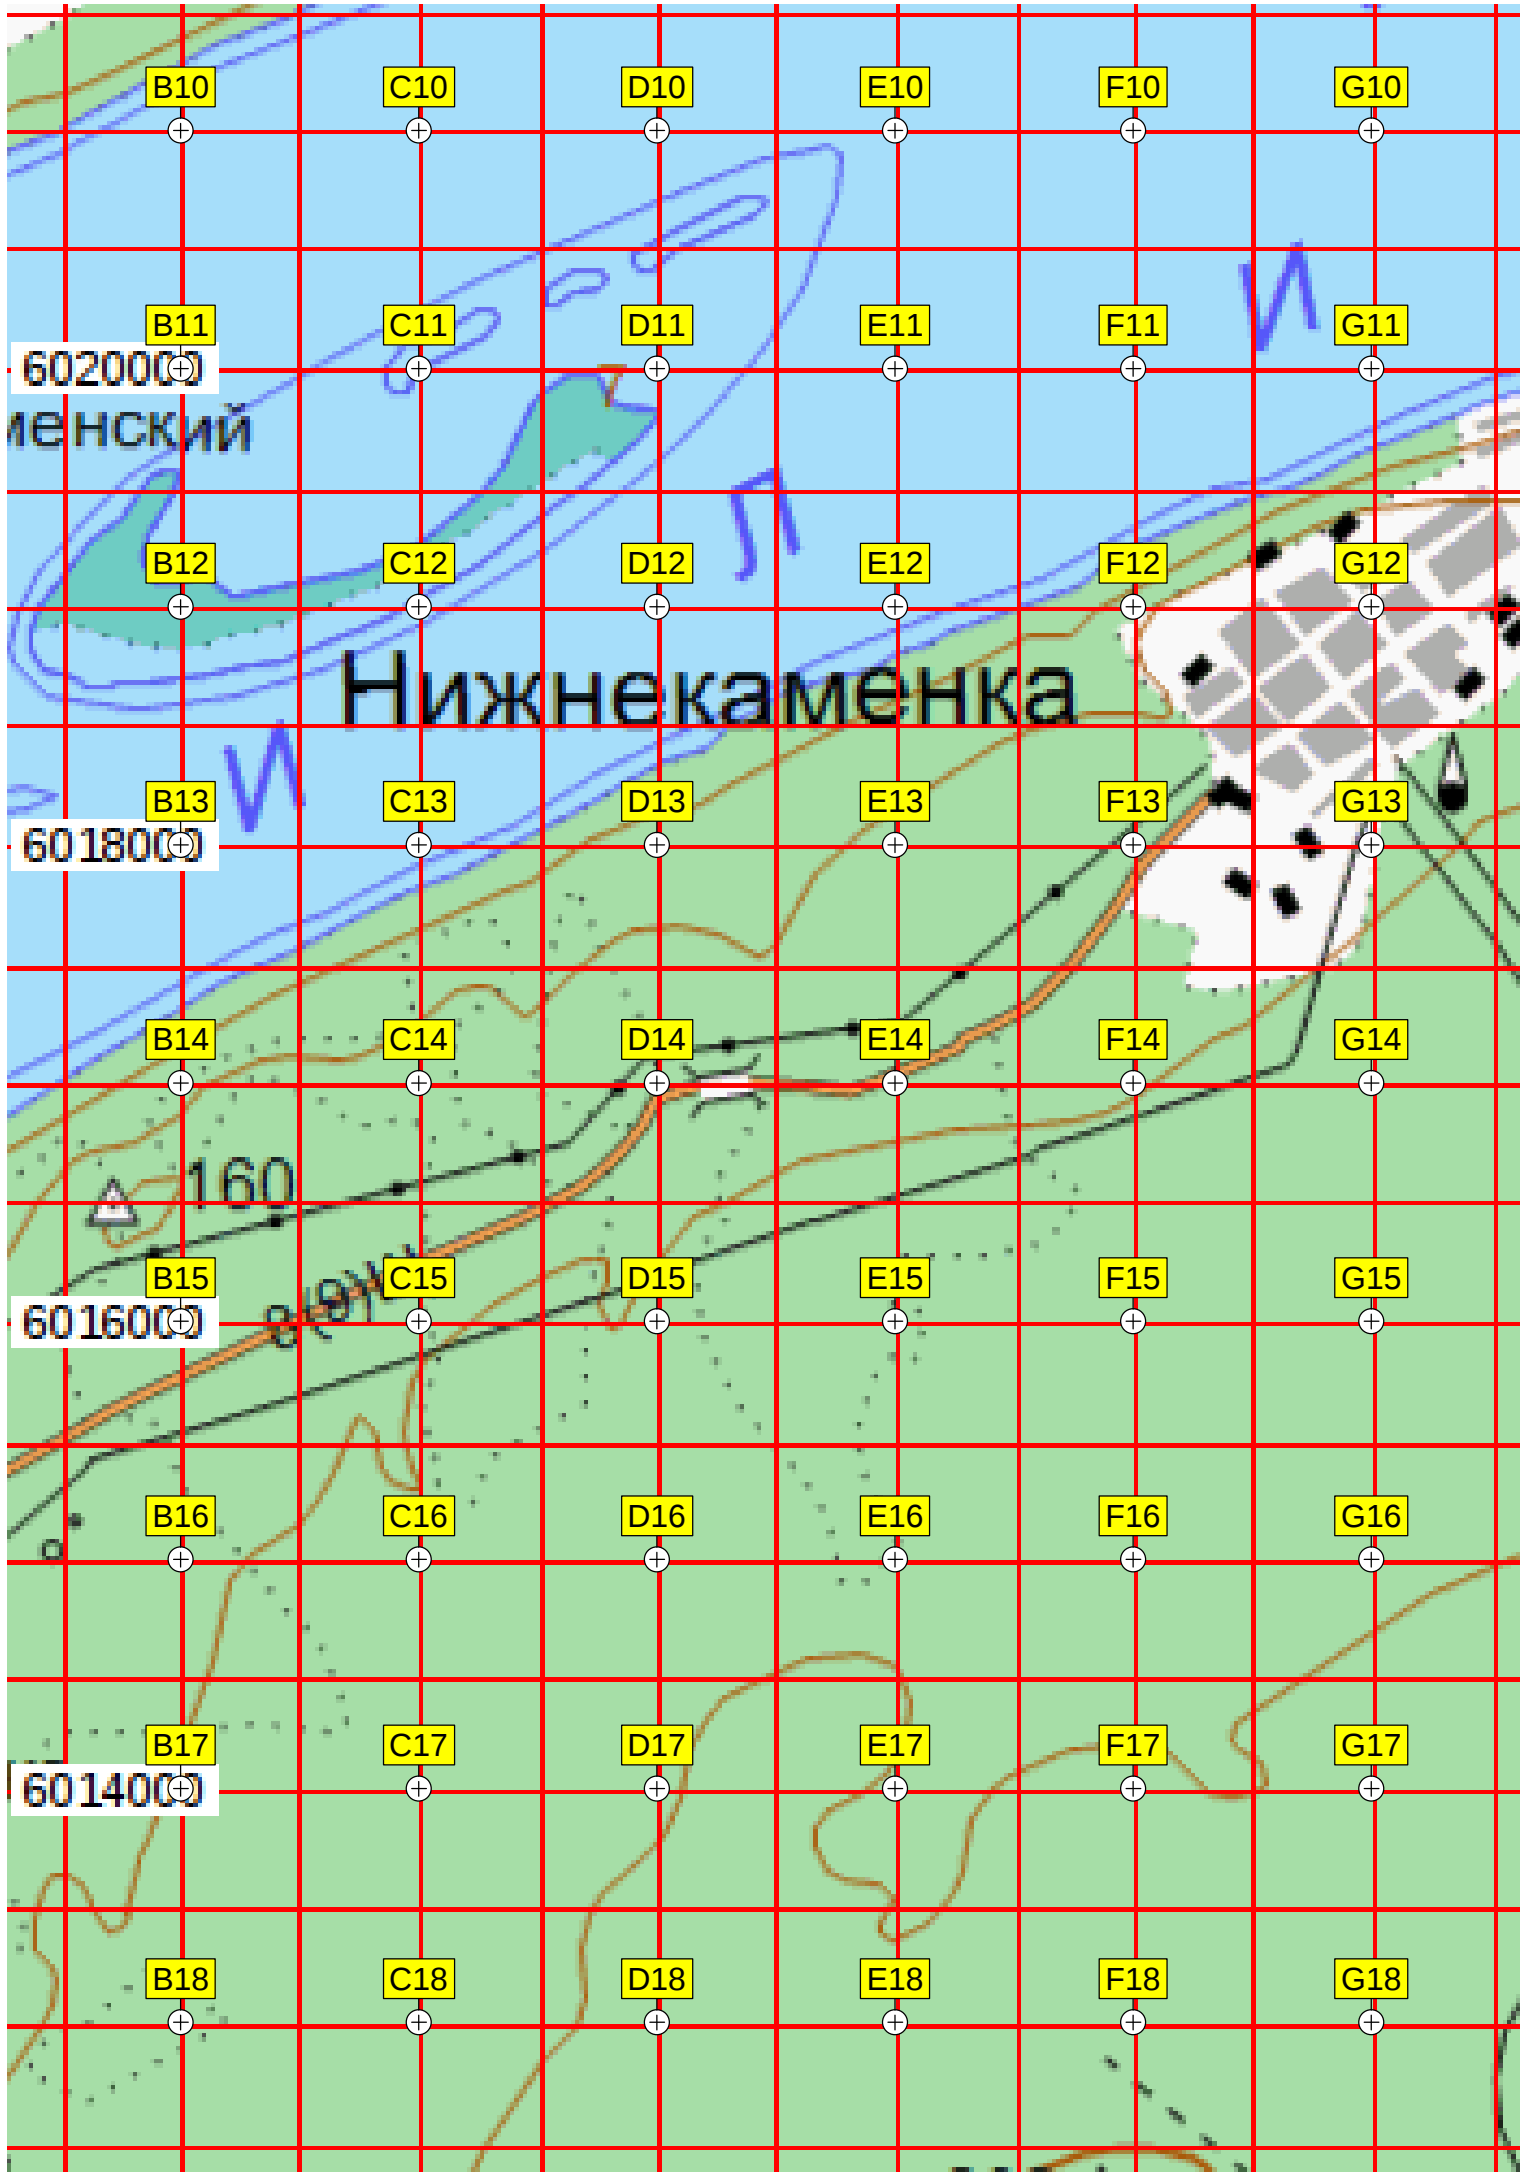 B10 C10 D10 E10 F10 G10
И
B11 C11 D11 E11 F11 G11
6020000
менский
Л
B12 C12 D12 E12 F12 G12
Нижнекаменка
И
B13 C13 D13 E13 F13 G13
6018000
B14 C14 D14 E14 F14 G14
160
B15 C15 D15 E15 F15 G15
8(9)
6016000
B16 C16 D16 E16 F16 G16
B17 C17 D17 E17 F17 G17
6014000
B18 C18 D18 E18 F18 G18